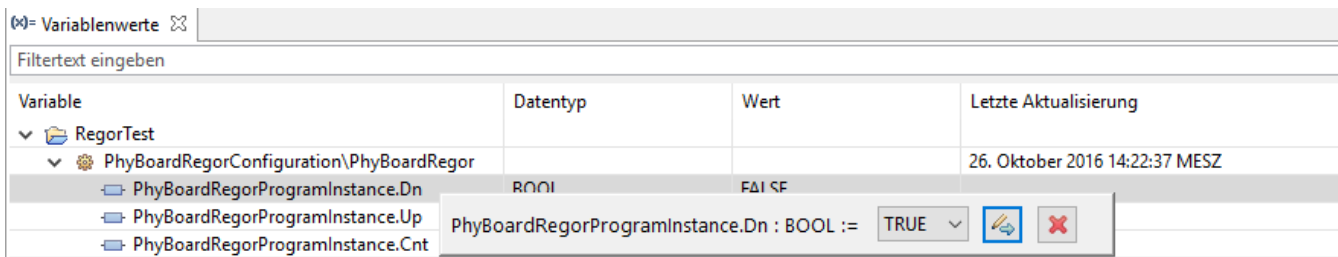 (x)= Variablenwerte
Filtertext eingeben
Variable Datentyp Wert Letzte Aktualisierung
RegorTest
PhyBoardRegorConfiguration\PhyBoardRegor 26. Oktober 2016 14:22:37 MESZ
PhyBoardRegorProgramInstance.Dn BOOL FALSE
PhyBoardRegorProgramInstance.Up
PhyBoardRegorProgramInstance.Dn : BOOL := TRUE
PhyBoardRegorProgramInstance.Cnt